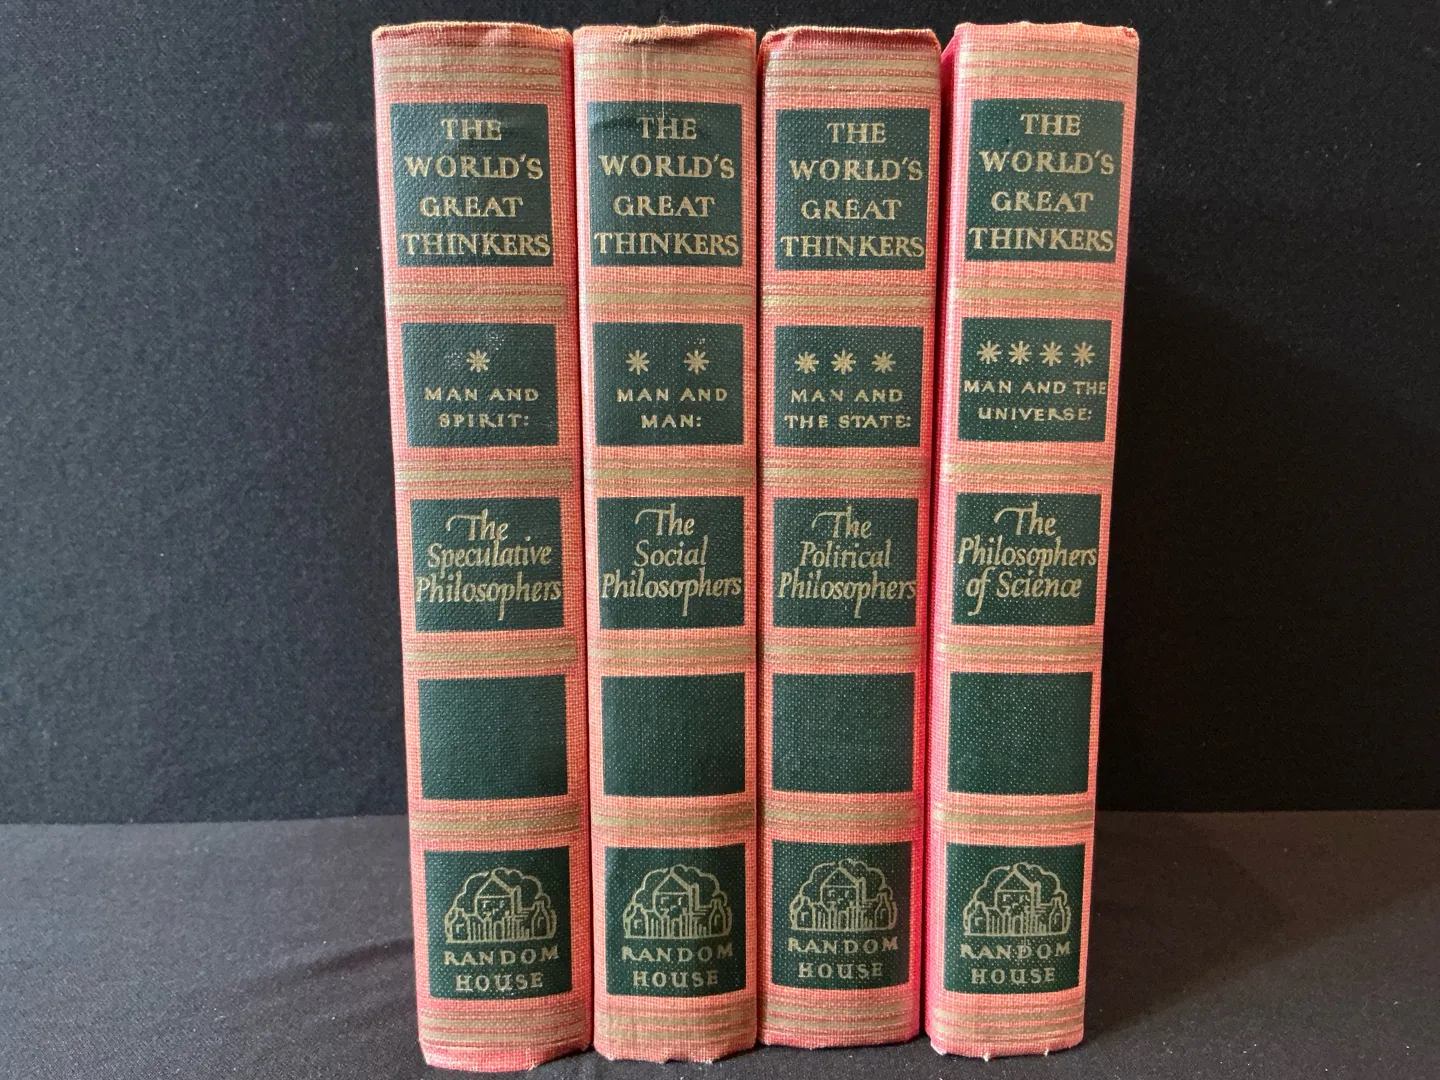 THE
WORLD'S
GREAT
THINKERS
MAN AND
SPIRIT:
The
Speculative
Philosophers
RANDOM
HOUSE
THE
WORLD'S
GREAT
THINKERS
MAN AND
MAN:
The
Social
Philosophers
RANDOM
HOUSE
THE
WORLD'S
GREAT
THINKERS
MAN AND
THE STATE:
The
Political
Philosophers
RANDOM
HOUSE
THE
WORLD'S
GREAT
THINKERS
MAN AND THE
UNIVERSE:
The
Philosophers
of Science
RANDOM
HOUSE